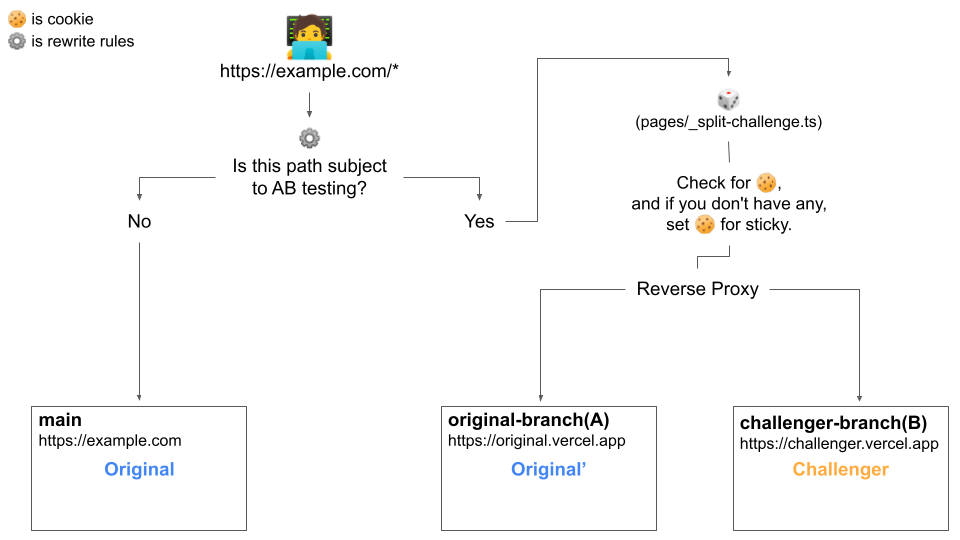 🍪 is cookie
⚙️ is rewrite rules
https://example.com/*
Is this path subject
to AB testing?
No
Yes
(pages/_split-challenge.ts)
Check for 🍪,
and if you don't have any,
set 🍪 for sticky.
Reverse Proxy
main
https://example.com
Original
original-branch(A)
https://original.vercel.app
Original’
challenger-branch(B)
https://challenger.vercel.app
Challenger